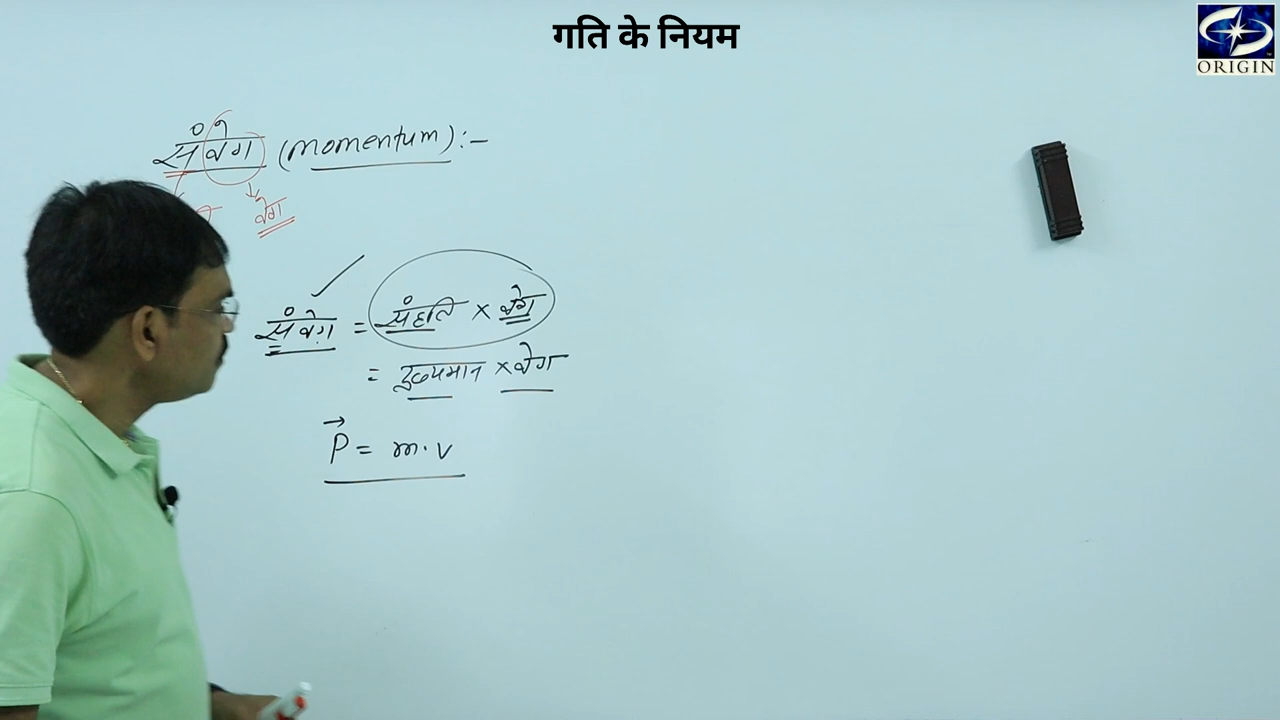 गति के नियम
ORIGIN
संवेग (momentum):-
वेग
संवेग = संहति × वेग
= द्रव्यमान × वेग
P⃗ = m.v